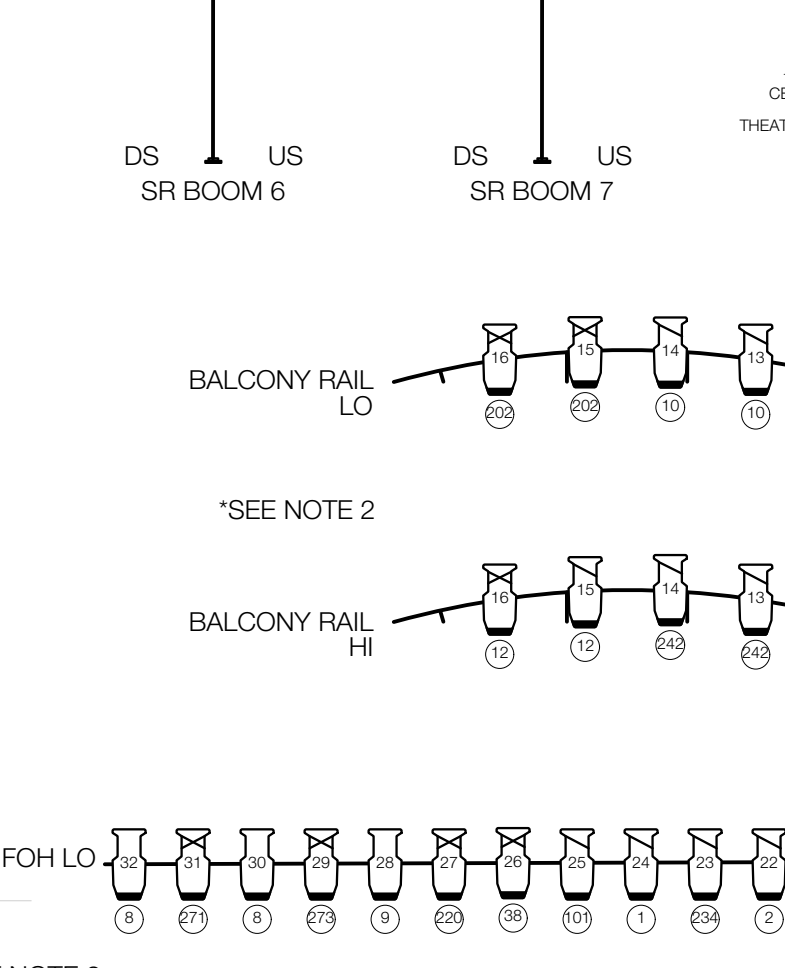 CE
THEAT
DS US DS US
SR BOOM 6 SR BOOM 7
16 15 14 13
BALCONY RAIL
LO
202 202 10 10
*SEE NOTE 2
16 15 14 13
BALCONY RAIL
HI
12 12 242 242
FOH LO 32 31 30 29 28 27 26 25 24 23 22
8 271 8 273 9 220 38 101 1 234 2